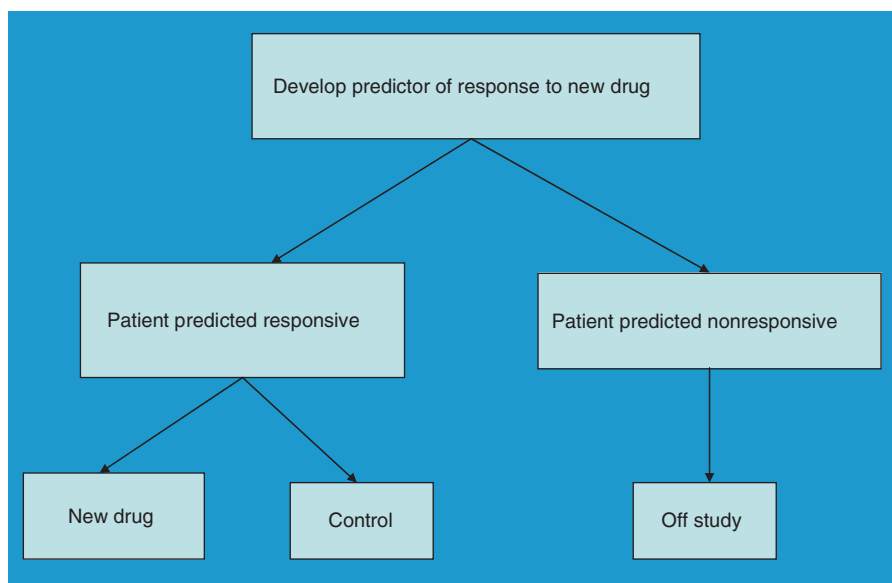 Develop predictor of response to new drug
Patient predicted responsive
Patient predicted nonresponsive
New drug
Control
Off study